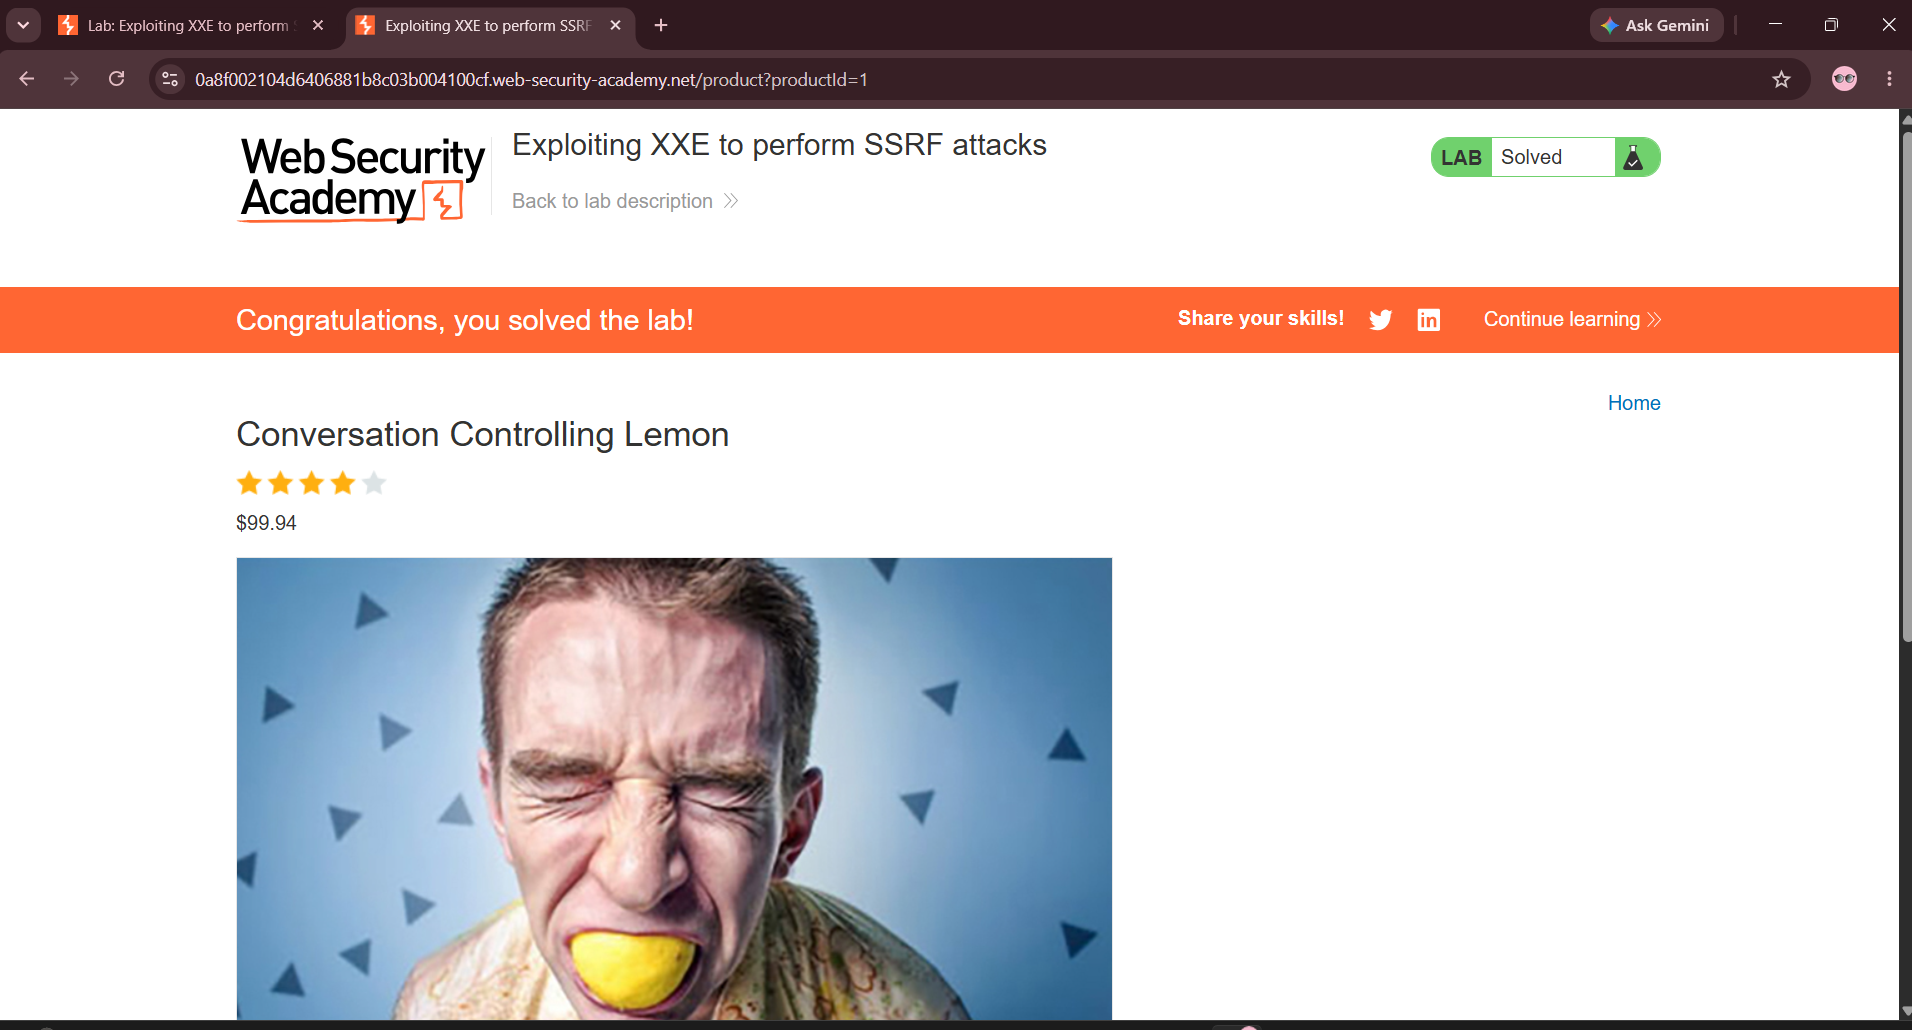 Lab: Exploiting XXE to perform
Exploiting XXE to perform SSRF
Ask Gemini
0a8f002104d6406881b8c03b004100cf.web-security-academy.net/product?productId=1
Web Security
Academy
Exploiting XXE to perform SSRF attacks
Back to lab description
LAB
Solved
Congratulations, you solved the lab!
Share your skills!
in
Continue learning
Home
Conversation Controlling Lemon
$99.94